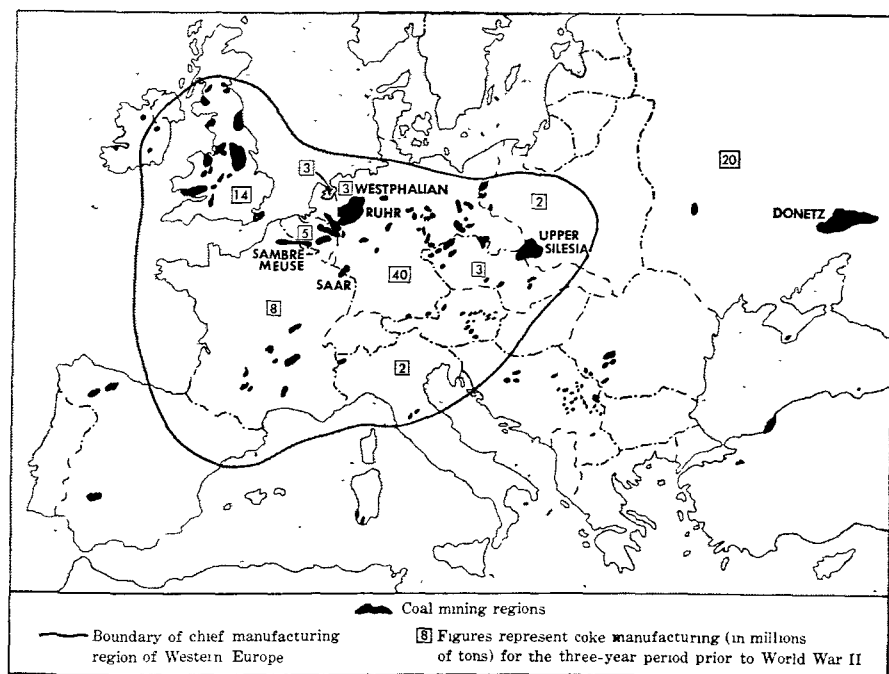 20
3
3 WESTPHALIAN
14
2
RUHR
DONETZ
5
UPPER
SILESIA
SAMBRE
MEUSE
3
SAAR
40
8
2
Coal mining regions
Boundary of chief manufacturing
region of Western Europe
8 Figures represent coke manufacturing (in millions
of tons) for the three-year period prior to World War II